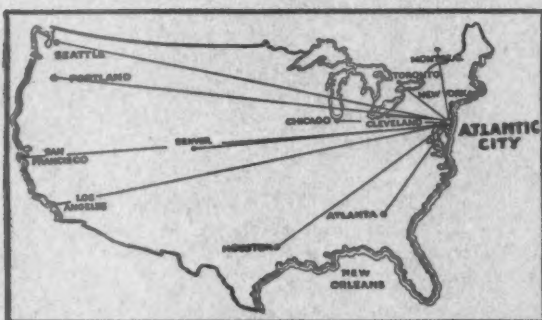 SEATTLE
PORTLAND
SAN
FRANCISCO
LOS
ANGELES
DENVER
CHICAGO
CLEVELAND
TORONTO
MONTREAL
NEW YORK
ATLANTIC
CITY
ATLANTA
HOUSTON
NEW
ORLEANS